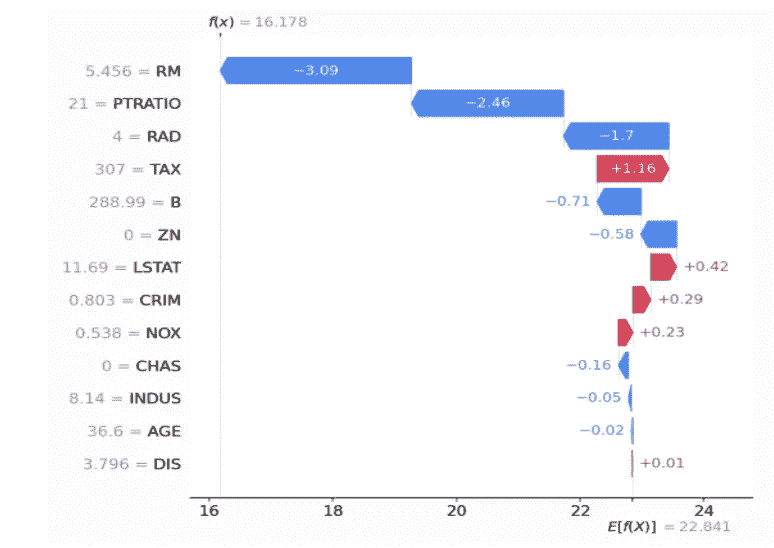 f(x) = 16.178
5.456 = RM
−3.09
21 = PTRATIO
−2.46
4 = RAD
−1.7
307 = TAX
+1.16
288.99 = B
−0.71
0 = ZN
−0.58
11.69 = LSTAT
+0.42
0.803 = CRIM
+0.29
0.538 = NOX
+0.23
0 = CHAS
−0.16
8.14 = INDUS
−0.05
36.6 = AGE
−0.02
3.796 = DIS
+0.01
16 18 20 22 24
E[f(X)] = 22.841